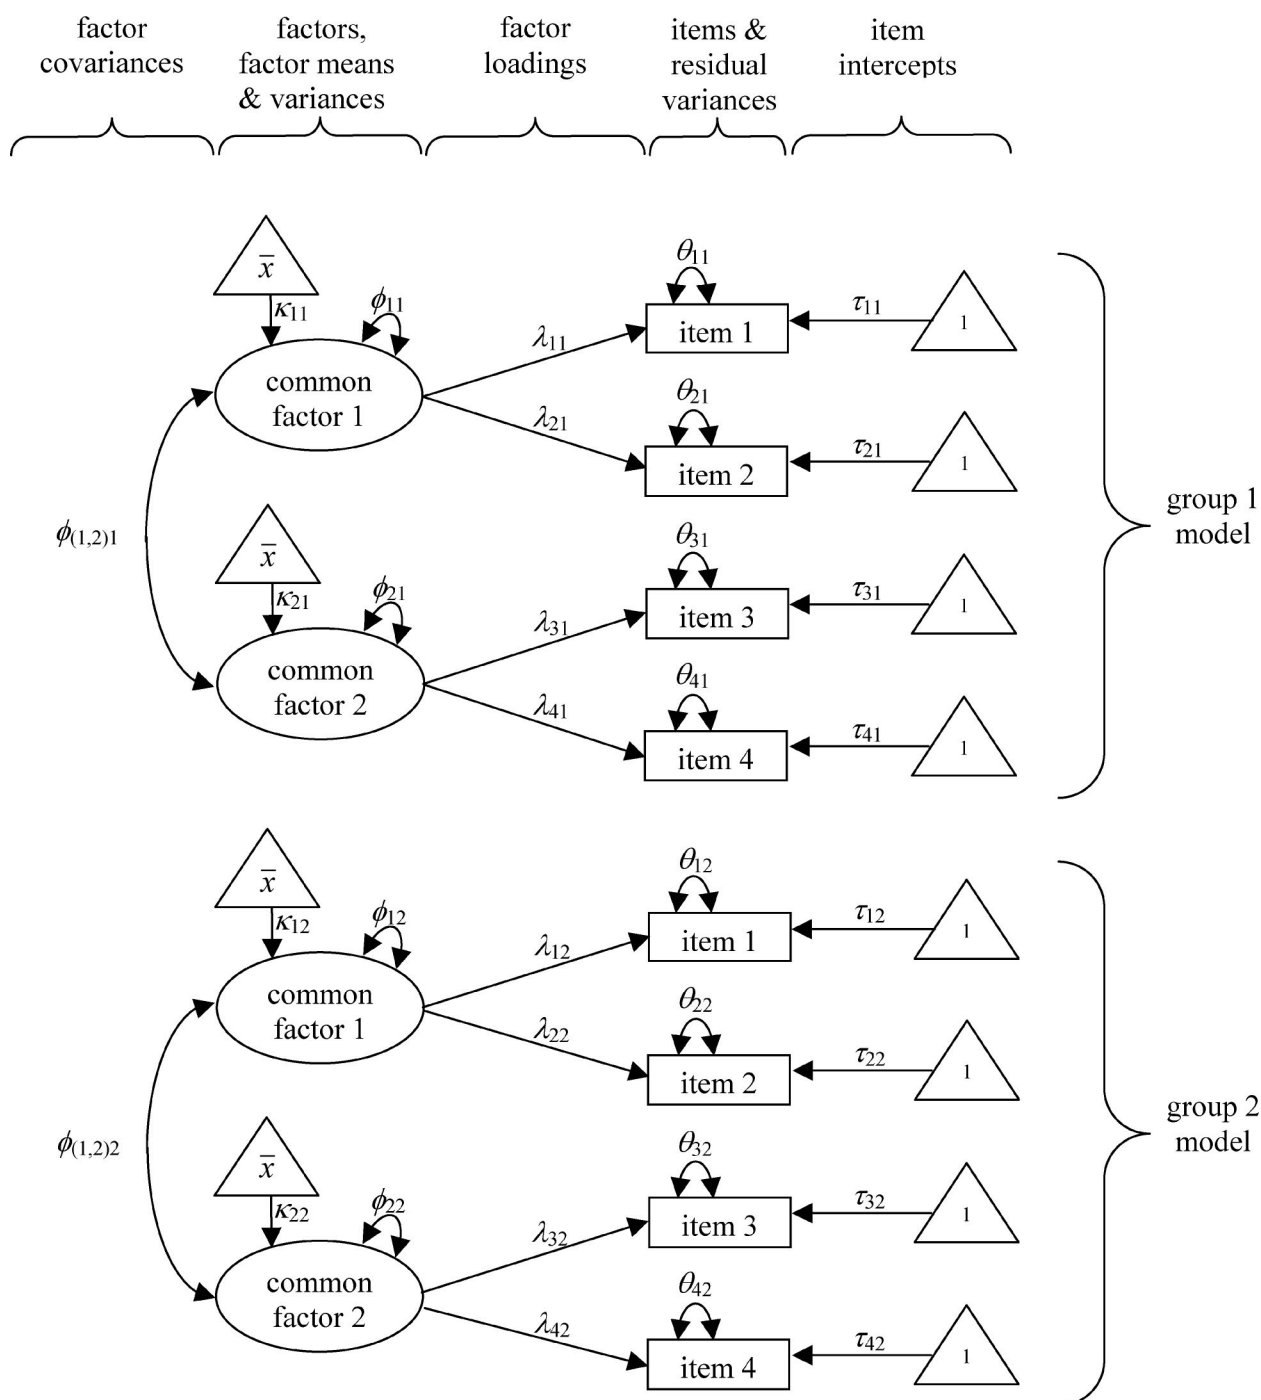 factor
covariances
factors,
factor means
& variances
factor
loadings
items &
residual
variances
item
intercepts
x̅
κ11
ϕ11
common
factor 1
λ11
λ21
θ11
item 1
τ11
1
θ21
item 2
τ21
1
ϕ(1,2)1
x̅
κ21
ϕ21
common
factor 2
λ31
λ41
θ31
item 3
τ31
1
θ41
item 4
τ41
1
group 1
model
x̅
κ12
ϕ12
common
factor 1
λ12
λ22
θ12
item 1
τ12
1
θ22
item 2
τ22
1
ϕ(1,2)2
x̅
κ22
ϕ22
common
factor 2
λ32
λ42
θ32
item 3
τ32
1
θ42
item 4
τ42
1
group 2
model